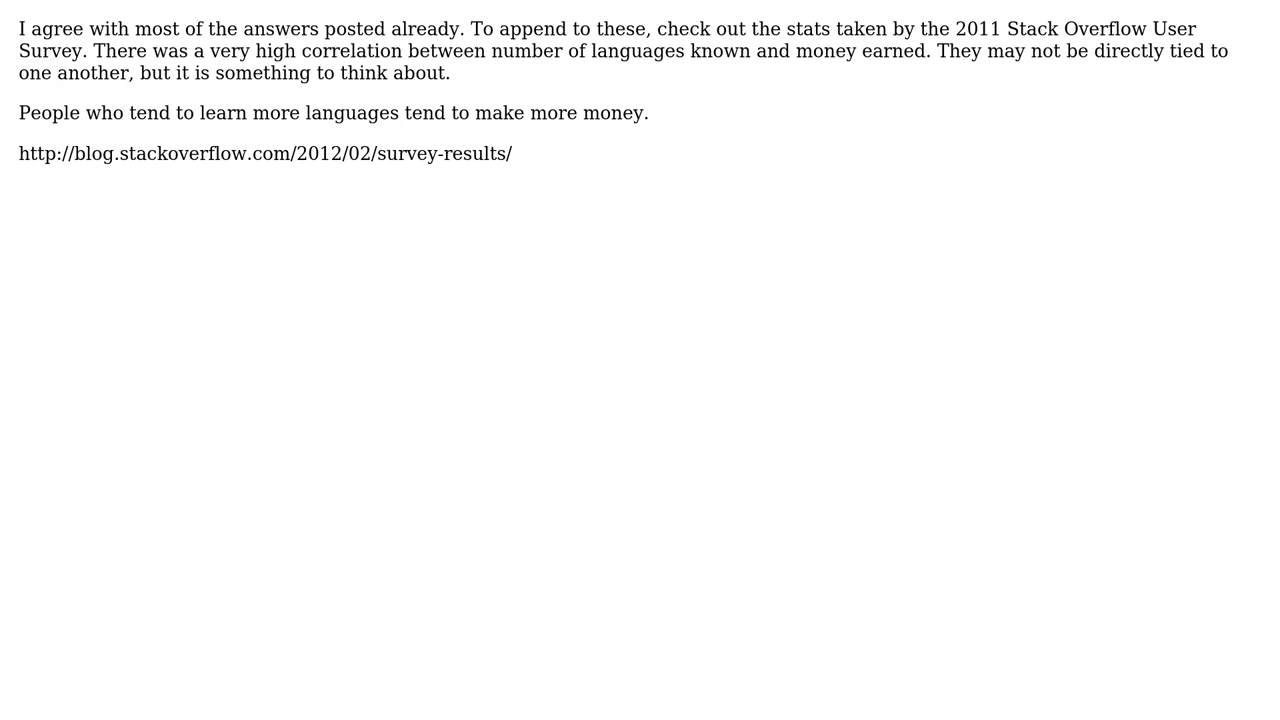 I agree with most of the answers posted already. To append to these, check out the stats taken by the 2011 Stack Overflow User
Survey. There was a very high correlation between number of languages known and money earned. They may not be directly tied to
one another, but it is something to think about.
People who tend to learn more languages tend to make more money.
http://blog.stackoverflow.com/2012/02/survey-results/